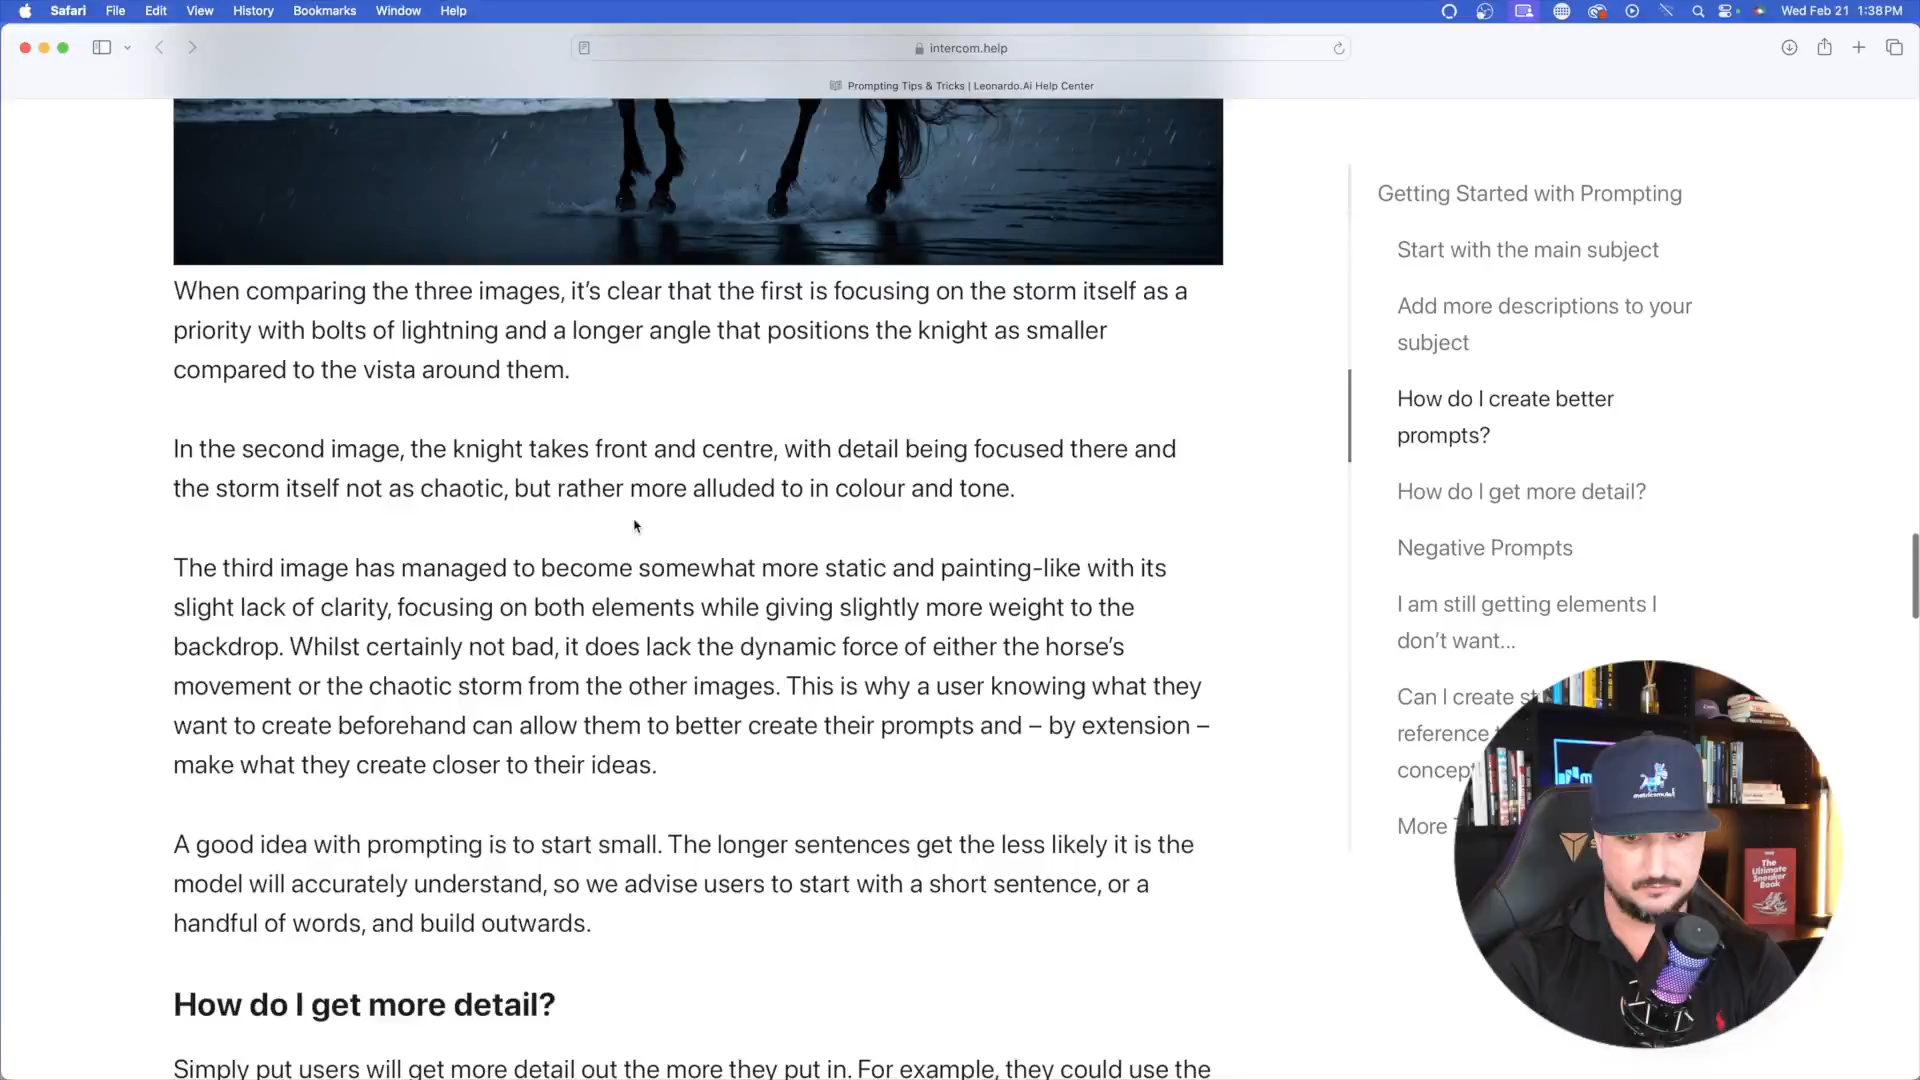 Safari File Edit View History Bookmarks Window Help
Wed Feb 21 1:38 PM
intercom.help
Prompting Tips & Tricks | Leonardo.Ai Help Center
When comparing the three images, it’s clear that the first is focusing on the storm itself as a
priority with bolts of lightning and a longer angle that positions the knight as smaller
compared to the vista around them.
In the second image, the knight takes front and centre, with detail being focused there and
the storm itself not as chaotic, but rather more alluded to in colour and tone.
The third image has managed to become somewhat more static and painting-like with its
slight lack of clarity, focusing on both elements while giving slightly more weight to the
backdrop. Whilst certainly not bad, it does lack the dynamic force of either the horse’s
movement or the chaotic storm from the other images. This is why a user knowing what they
want to create beforehand can allow them to better create their prompts and – by extension –
make what they create closer to their ideas.
A good idea with prompting is to start small. The longer sentences get the less likely it is the
model will accurately understand, so we advise users to start with a short sentence, or a
handful of words, and build outwards.
How do I get more detail?
Simply put users will get more detail out the more they put in. For example, they could use the
Getting Started with Prompting
Start with the main subject
Add more descriptions to your
subject
How do I create better
prompts?
How do I get more detail?
Negative Prompts
I am still getting elements I
don’t want...
Can I create
reference
concept
More
The
Ultimate
Sneaker
Book